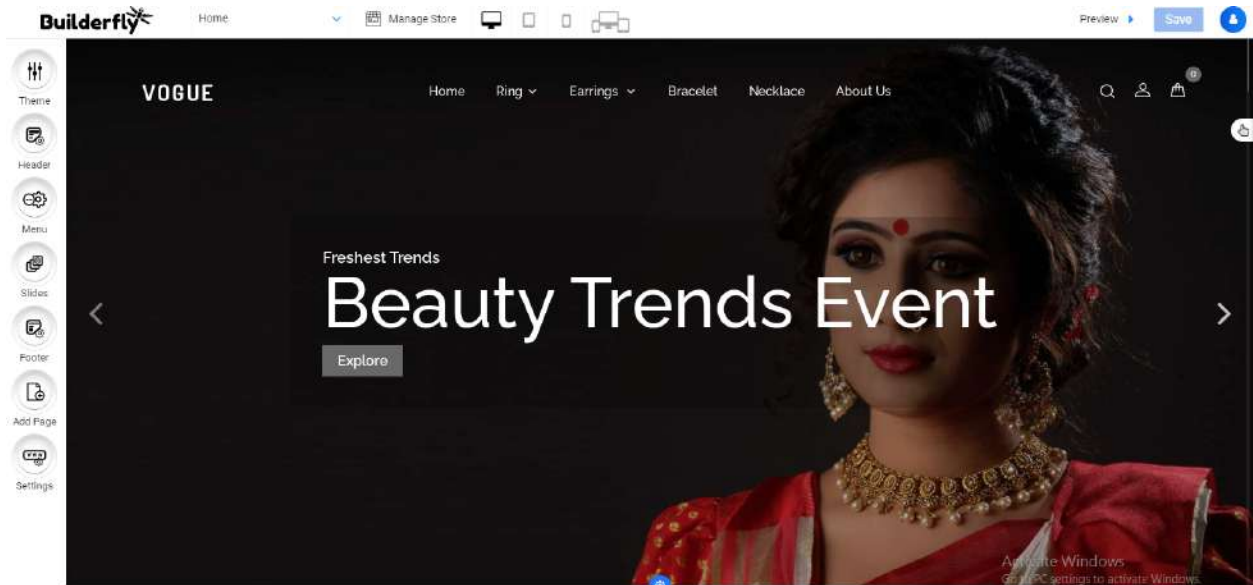 Builderfly Home Manage Store Preview Save
Theme
Header
Menu
Slides
Footer
Add Page
Settings
VOGUE Home Ring Earrings Bracelet Necklace About Us 0
Freshest Trends
Beauty Trends Event
Explore
Activate Windows
Go to PC settings to activate Windows.